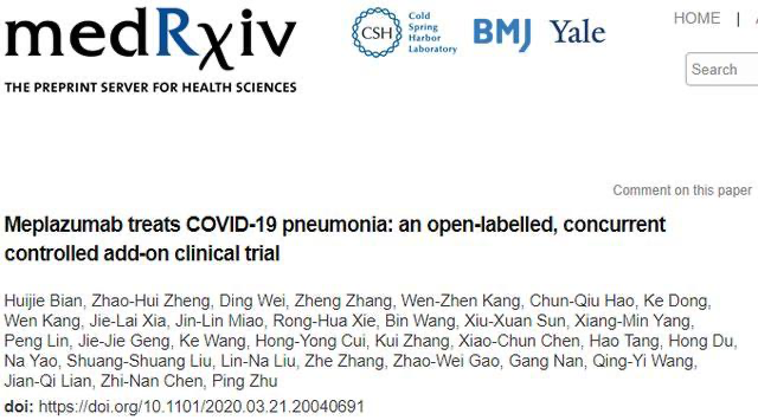 medRxiv
THE PREPRINT SERVER FOR HEALTH SCIENCES
CSH
Cold
Spring
Harbor
Laboratory
BMJ
Yale
HOME |
Search
Comment on this paper
Meplazumab treats COVID-19 pneumonia: an open-labelled, concurrent
controlled add-on clinical trial
Huijie Bian, Zhao-Hui Zheng, Ding Wei, Zheng Zhang, Wen-Zhen Kang, Chun-Qiu Hao, Ke Dong,
Wen Kang, Jie-Lai Xia, Jin-Lin Miao, Rong-Hua Xie, Bin Wang, Xiu-Xuan Sun, Xiang-Min Yang,
Peng Lin, Jie-Jie Geng, Ke Wang, Hong-Yong Cui, Kui Zhang, Xiao-Chun Chen, Hao Tang, Hong Du,
Na Yao, Shuang-Shuang Liu, Lin-Na Liu, Zhe Zhang, Zhao-Wei Gao, Gang Nan, Qing-Yi Wang,
Jian-Qi Lian, Zhi-Nan Chen, Ping Zhu
doi: https://doi.org/10.1101/2020.03.21.20040691